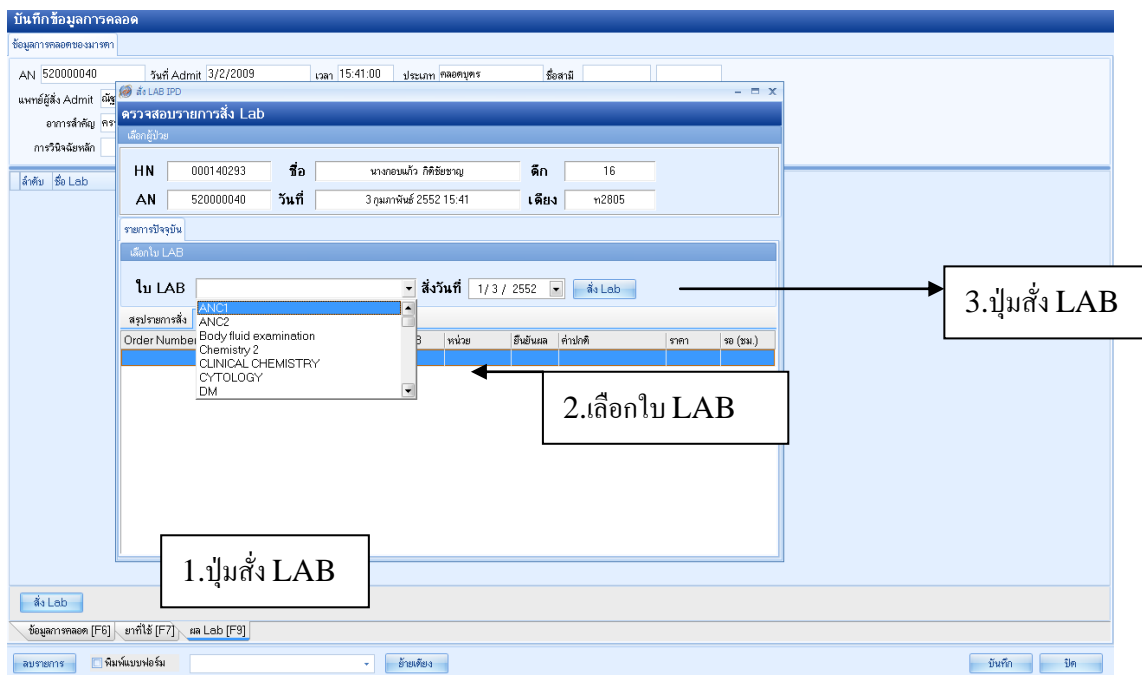 บันทึกข้อมูลการคลอด
ข้อมูลการคลอดของมารดา
AN 520000040 วันที่ Admit 3/2/2009 เวลา 15:41:00 ประเภท คลอดบุตร ชื่อสามี
แพทย์ผู้สั่ง Admit
อาการสำคัญ
การวินิจฉัยหลัก
ลำดับ ชื่อ Lab
สั่ง LAB IPD
ตรวจสอบรายการสั่ง Lab
เลือกผู้ป่วย
HN 000140293 ชื่อ นางกอบแก้ว กิติชัยชาญ ตึก 16
AN 520000040 วันที่ 3 กุมภาพันธ์ 2552 15:41 เตียง ท2805
รายการปัจจุบัน
เลือกใบ LAB
ใบ LAB สั่งวันที่ 1/ 3 / 2552 สั่ง Lab
ANC1
ANC2
Body fluid examination
Chemistry 2
CLINICAL CHEMISTRY
CYTOLOGY
DM
สรุปรายการสั่ง
Order Number หน่วย ยืนยันผล ค่าปกติ ราคา รอ (ชม.)
3.ปุ่มสั่ง LAB
2.เลือกใบ LAB
1.ปุ่มสั่ง LAB
สั่ง Lab
ข้อมูลการคลอด [F6] ยาที่ใช้ [F7] ผล Lab [F9]
ลบรายการ พิมพ์แบบฟอร์ม ย้ายเตียง บันทึก ปิด